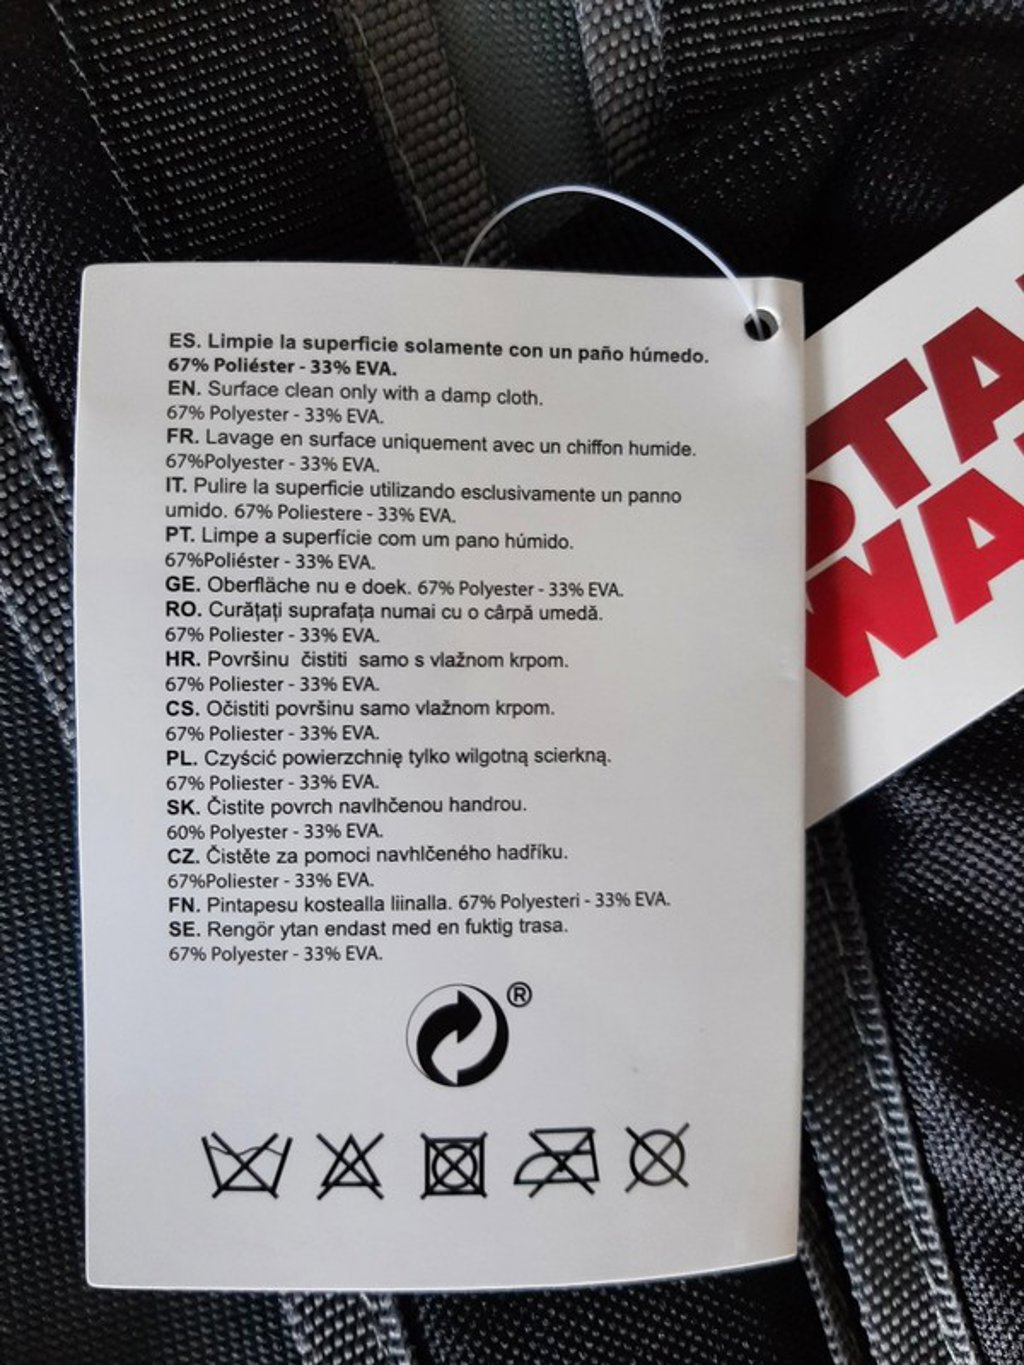 ES. Limpie la superficie solamente con un paño húmedo.
67% Poliéster - 33% EVA.
EN. Surface clean only with a damp cloth.
67% Polyester - 33% EVA.
FR. Lavage en surface uniquement avec un chiffon humide.
67%Polyester - 33% EVA.
IT. Pulire la superficie utilizando esclusivamente un panno
umido. 67% Poliestere - 33% EVA.
PT. Limpe a superfície com um pano húmido.
67%Poliéster - 33% EVA.
GE. Oberfläche nu e doek. 67% Polyester - 33% EVA.
RO. Curățați suprafața numai cu o cârpă umedă.
67% Poliester - 33% EVA.
HR. Površinu čistiti samo s vlažnom krpom.
67% Poliester - 33% EVA.
CS. Očistiti površinu samo vlažnom krpom.
67% Poliester - 33% EVA.
PL. Czyścić powierzchnię tylko wilgotną scierkną.
67% Poliester - 33% EVA.
SK. Čistite povrch navlhčenou handrou.
60% Polyester - 33% EVA.
CZ. Čistěte za pomoci navhlčeného hadříku.
67%Poliester - 33% EVA.
FN. Pintapesu kostealla liinalla. 67% Polyesteri - 33% EVA.
SE. Rengör ytan endast med en fuktig trasa.
67% Polyester - 33% EVA.
®
STA
WA